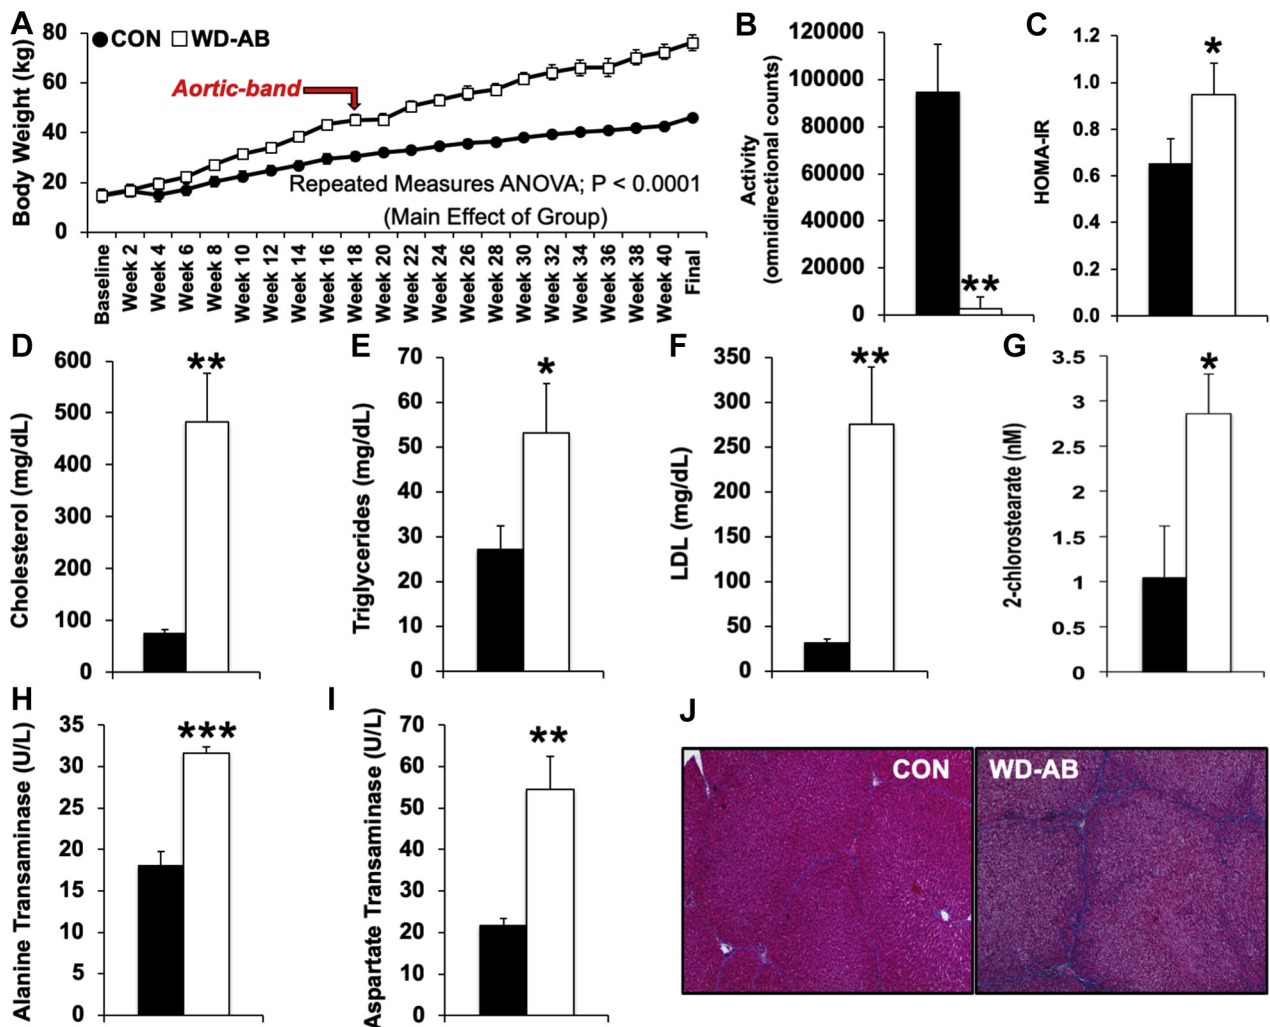 A
Body Weight (kg)
80
60
40
20
0
CON
WD-AB
Aortic-band
Repeated Measures ANOVA; P < 0.0001
(Main Effect of Group)
Baseline
Week 2
Week 4
Week 6
Week 8
Week 10
Week 12
Week 14
Week 16
Week 18
Week 20
Week 22
Week 24
Week 26
Week 28
Week 30
Week 32
Week 34
Week 36
Week 38
Week 40
Final
B
Activity
(omnidirectional counts)
120000
100000
80000
60000
40000
20000
0
**
C
HOMA-IR
1.2
1.0
0.8
0.6
0.4
0.2
0.0
*
D
Cholesterol (mg/dL)
600
500
400
300
200
100
0
**
E
Triglycerides (mg/dL)
70
60
50
40
30
20
10
0
*
F
LDL (mg/dL)
350
300
250
200
150
100
50
0
**
G
2-chlorostearate (nM)
3.5
3
2.5
2
1.5
1
0.5
0
*
H
Alanine Transaminase (U/L)
35
30
25
20
15
10
5
0
***
I
Aspartate Transaminase (U/L)
70
60
50
40
30
20
10
0
**
J
CON
WD-AB